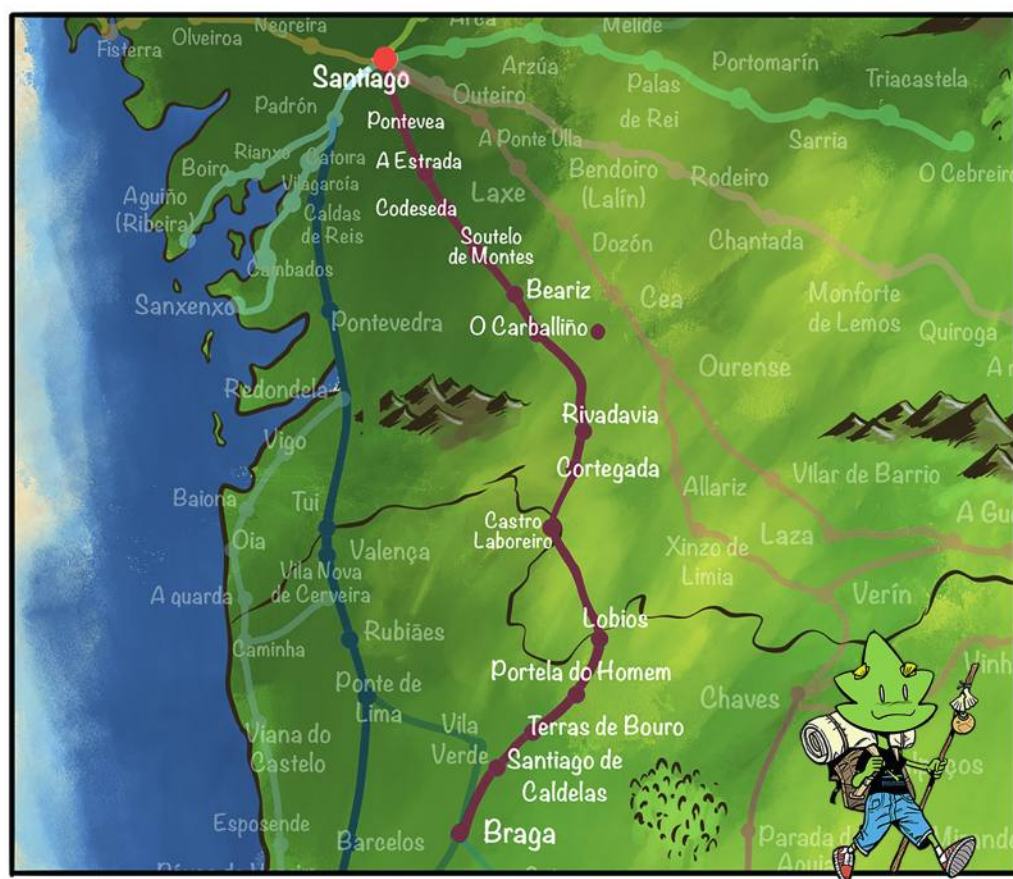 Fisterra
Olveiroa
Negreira
Arca
Melide
Santiago
Arzúa
Portomarín
Triacastela
Padrón
Outeiro
Palas
de Rei
Pontevea
A Ponte Ulla
Sarria
O Cebreiro
Rianxo
Catoira
A Estrada
Bendoiro
(Lalín)
Rodeiro
Boiro
Vilagarcía
Aguiño
(Ribeira)
Caldas
de Reis
Codeseda
Laxe
Soutelo
de Montes
Dozón
Chantada
Cambados
Sanxenxo
Beariz
Cea
Monforte
de Lemos
Pontevedra
O Carballiño
Quiroga
Ourense
Redondela
Rivadavia
Vigo
Cortegada
Allariz
Vilar de Barrio
Baiona
Tui
Castro
Laboreiro
Laza
A Gu
Oia
Valença
Xinzo de
Limia
Vila Nova
de Cerveira
A guarda
Verín
Lobios
Caminha
Rubiães
Portela do Homem
Vinh
Ponte de
Lima
Chaves
Viana do
Castelo
Vila
Verde
Terras de Bouro
Santiago de
Caldelas
Esposende
Barcelos
Braga
Parada d